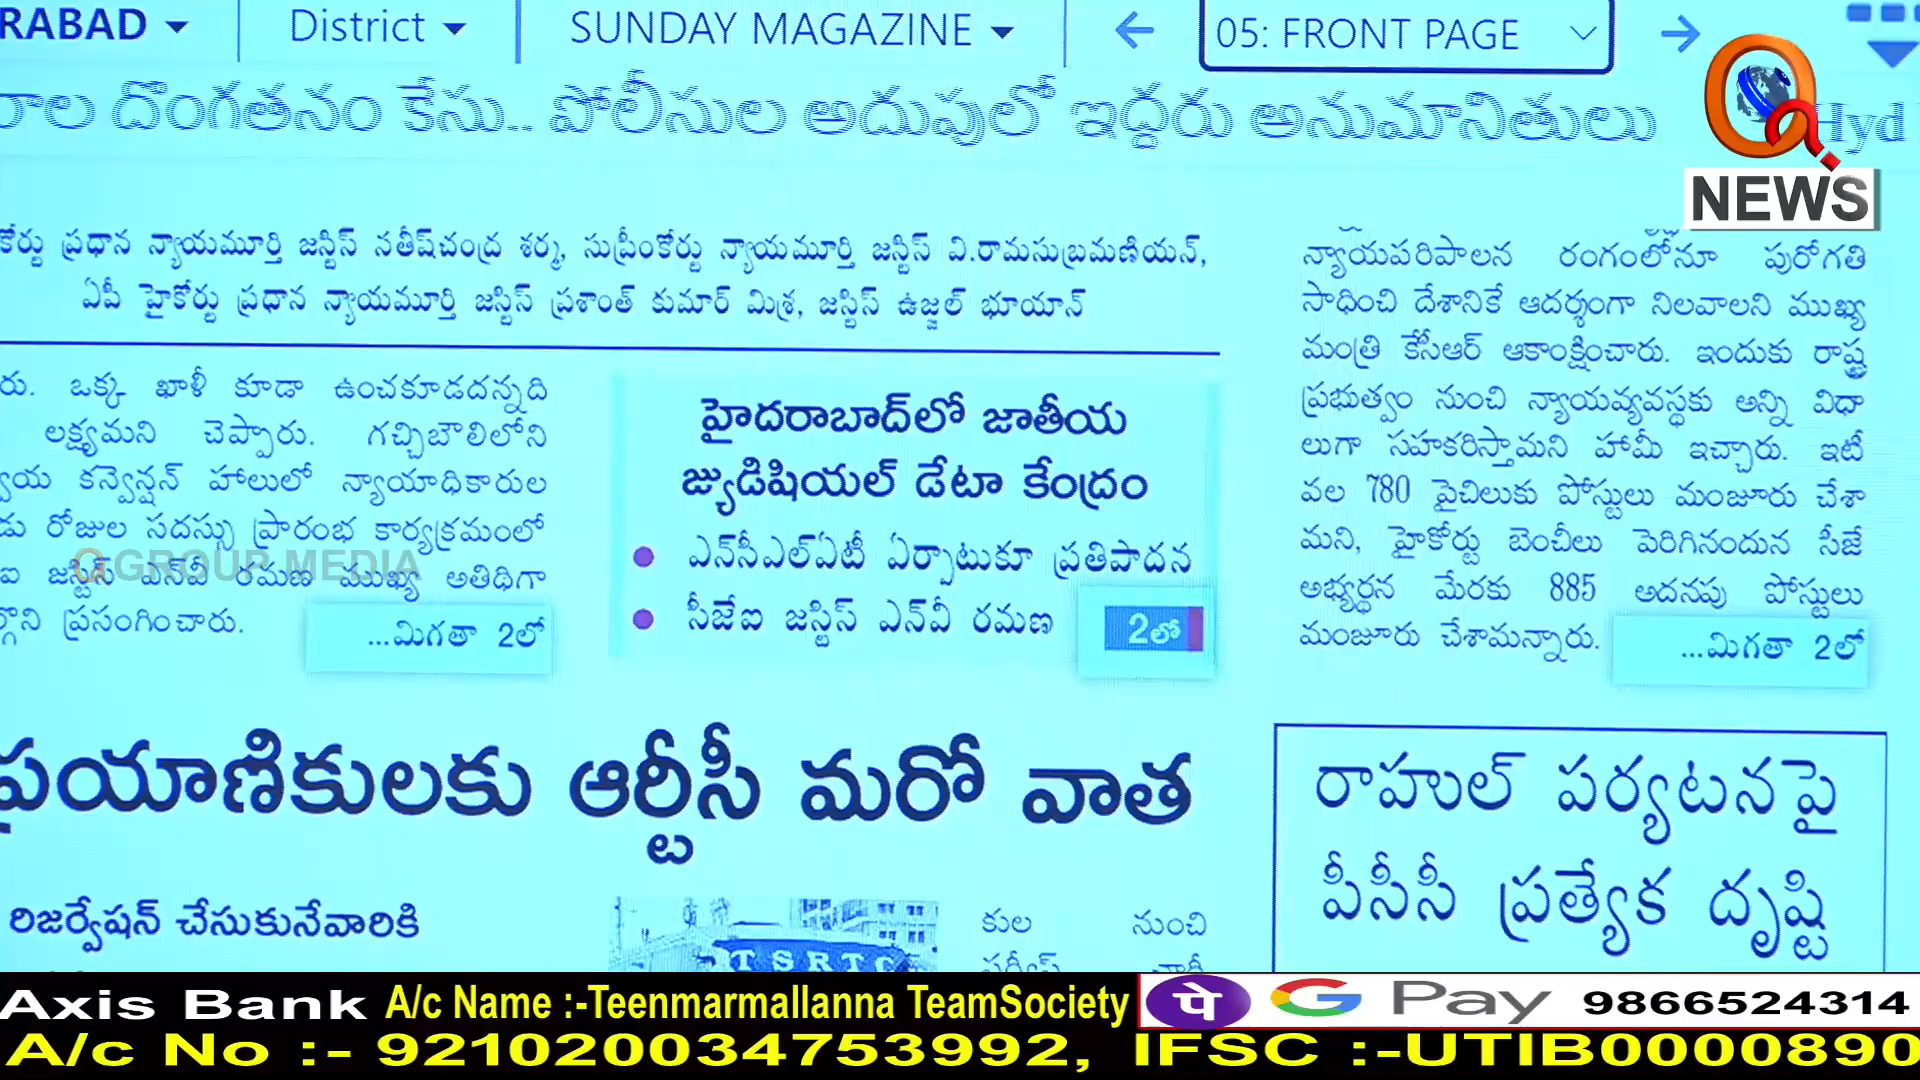 RABAD
District
SUNDAY MAGAZINE
05: FRONT PAGE
దొంగతనం కేసు.. పోలీసుల అదుపులో ఇద్దరు అనుమానితులు
Hyd
NEWS
కోర్టు ప్రధాన న్యాయమూర్తి జస్టిస్ సతీష్‌చంద్ర శర్మ, సుప్రీంకోర్టు న్యాయమూర్తి జస్టిస్ వి.రామసుబ్రమణియన్,
ఏపీ హైకోర్టు ప్రధాన న్యాయమూర్తి జస్టిస్ ప్రశాంత్ కుమార్ మిశ్ర, జస్టిస్ ఉజ్జల్ భూయాన్
రు. ఒక్క ఖాళీ కూడా ఉంచకూడదన్నది
లక్ష్యమని చెప్పారు. గచ్చిబౌలిలోని
కన్వెన్షన్ హాలులో న్యాయాధికారుల
డు రోజుల సదస్సు ప్రారంభ కార్యక్రమంలో
ఐ జస్టిస్ ఎన్‌వీ రమణ ముఖ్య అతిథిగా
ప్రసంగించారు.
...మిగతా 2లో
GROUP MEDIA
హైదరాబాద్‌లో జాతీయ
జ్యుడిషియల్ డేటా కేంద్రం
● ఎన్‌సీఎల్‌ఏటీ ఏర్పాటుకూ ప్రతిపాదన
● సీజేఐ జస్టిస్ ఎన్‌వీ రమణ
2లో
న్యాయపరిపాలన రంగంలోనూ పురోగతి
సాధించి దేశానికే ఆదర్శంగా నిలవాలని ముఖ్య
మంత్రి కేసీఆర్ ఆకాంక్షించారు. ఇందుకు రాష్ట్ర
ప్రభుత్వం నుంచి న్యాయవ్యవస్థకు అన్ని విధా
లుగా సహకరిస్తామని హామీ ఇచ్చారు. ఇటీ
వల 780 పైచిలుకు పోస్టులు మంజూరు చేశా
మని, హైకోర్టు బెంచీలు పెరిగినందున సీజే
అభ్యర్థన మేరకు 885 అదనపు పోస్టులు
మంజూరు చేశామన్నారు.
...మిగతా 2లో
ప్రయాణికులకు ఆర్టీసీ మరో వాత
రిజర్వేషన్ చేసుకునేవారికి
TSRTC
కుల నుంచి
రాహుల్ పర్యటనపై
పీసీసీ ప్రత్యేక దృష్టి
Axis Bank A/c Name :-Teenmarmallanna TeamSociety
पे G Pay 9866524314
A/c No :- 921020034753992, IFSC :-UTIB0000890